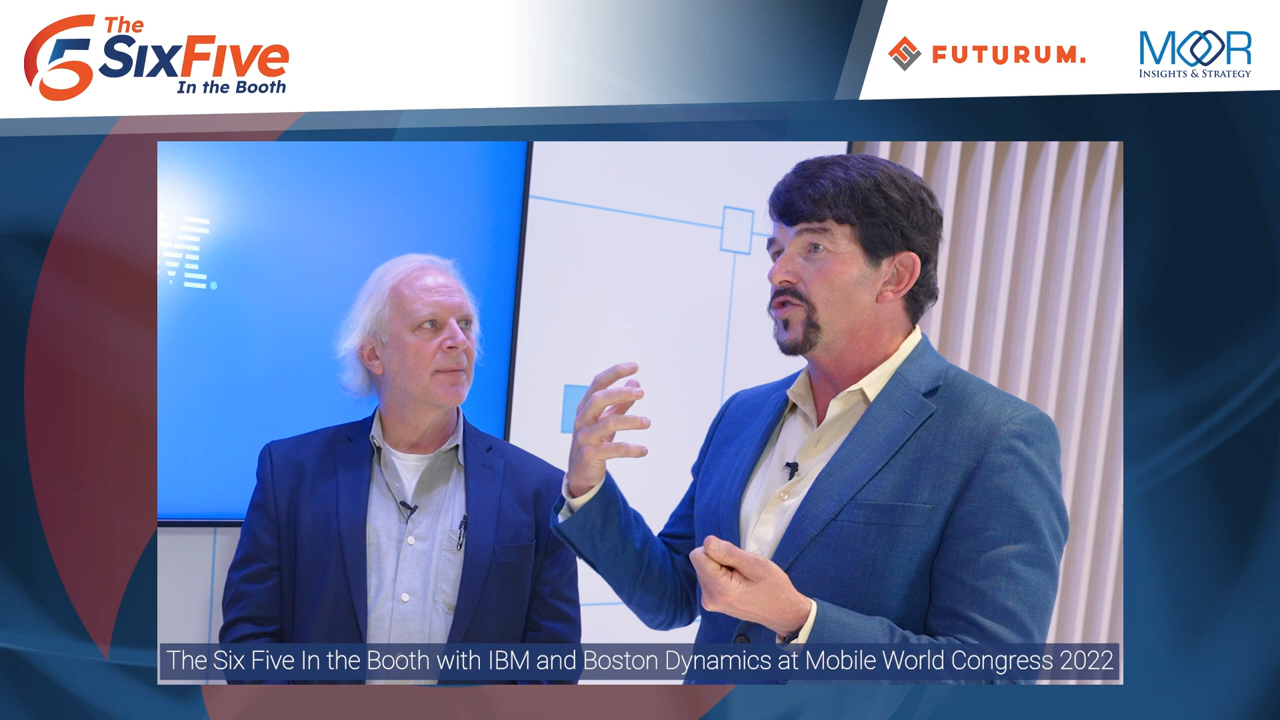 The
5 SixFive
In the Booth
FUTURUM.
MOOR
INSIGHTS & STRATEGY
M
The Six Five In the Booth with IBM and Boston Dynamics at Mobile World Congress 2022